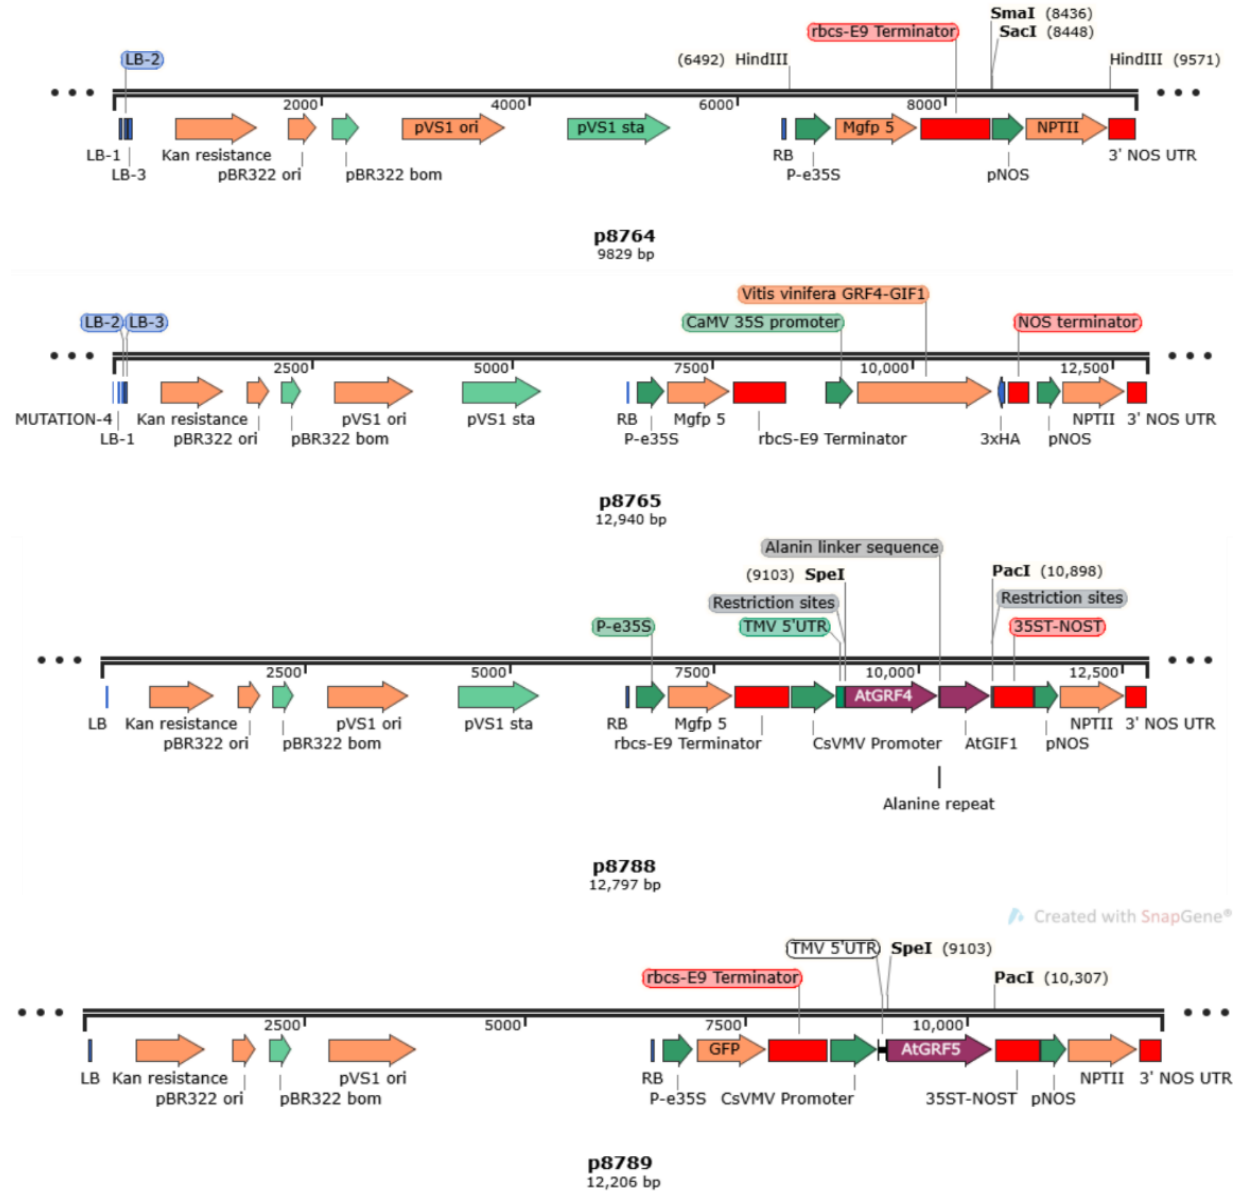 SmaI (8436)
rbcs-E9 Terminator SacI (8448)
LB-2 (6492) HindIII HindIII (9571)
2000 4000 6000 8000
pVS1 ori pVS1 sta Mgfp 5 NPTII
LB-1 Kan resistance RB 3' NOS UTR
LB-3 pBR322 ori pBR322 bom P-e35S pNOS
p8764
9829 bp
Vitis vinifera GRF4-GIF1
LB-2 LB-3 CaMV 35S promoter NOS terminator
2500 5000 7500 10,000 12,500
MUTATION-4 Kan resistance pVS1 ori pVS1 sta RB Mgfp 5 NPTII 3' NOS UTR
LB-1 pBR322 ori pBR322 bom P-e35S rbcS-E9 Terminator 3xHA pNOS
p8765
12,940 bp
Alanin linker sequence
(9103) SpeI PacI (10,898)
Restriction sites Restriction sites
P-e35S TMV 5'UTR 35ST-NOST
2500 5000 7500 10,000 12,500
AtGRF4
LB Kan resistance pVS1 ori pVS1 sta RB Mgfp 5 NPTII 3' NOS UTR
pBR322 ori pBR322 bom rbcs-E9 Terminator CsVMV Promoter AtGIF1 pNOS
Alanine repeat
p8788
12,797 bp
Created with SnapGene®
TMV 5'UTR SpeI (9103)
rbcs-E9 Terminator PacI (10,307)
2500 5000 7500 10,000
GFP AtGRF5
LB Kan resistance pVS1 ori RB NPTII 3' NOS UTR
pBR322 ori pBR322 bom P-e35S CsVMV Promoter 35ST-NOST pNOS
p8789
12,206 bp